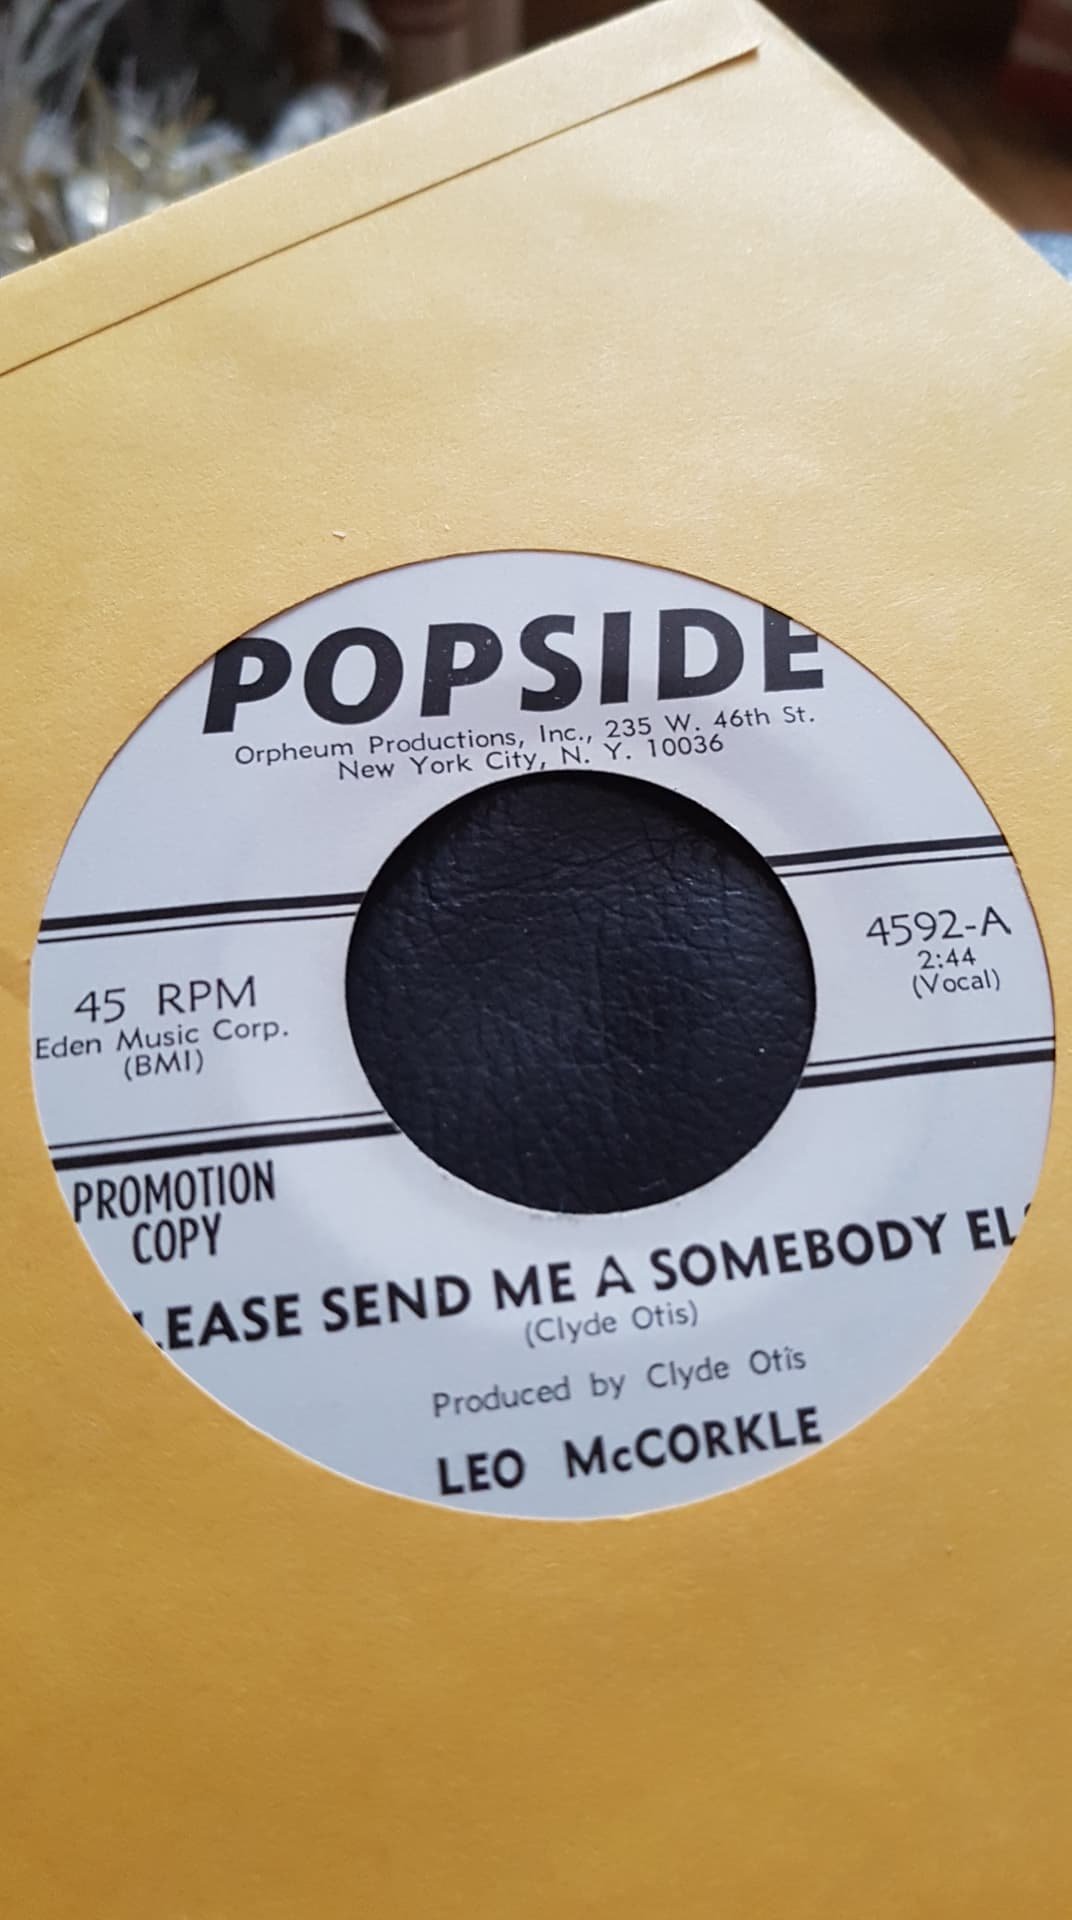 POPSIDE
Orpheum Productions, Inc., 235 W. 46th St.
New York City, N. Y. 10036
4592-A
2:44
(Vocal)
45 RPM
Eden Music Corp.
(BMI)
PROMOTION
COPY
LEASE SEND ME A SOMEBODY EL
(Clyde Otis)
Produced by Clyde Otis
LEO McCORKLE